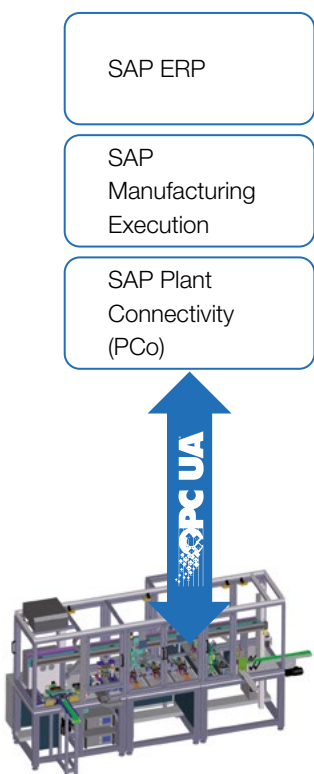 SAP ERP
SAP
Manufacturing
Execution
SAP Plant
Connectivity
(PCo)
OPC UA